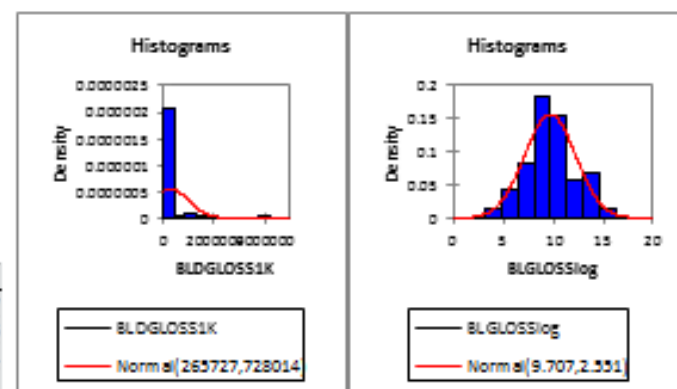 Histograms
0.0000025
0.000002
0.0000015
0.000001
0.0000005
0
Density
0 2000000 4000000
BLDGLOSS1K
BLDGLOSS1K
Normal(265727,728014)
Histograms
0.2
0.15
0.1
0.05
0
Density
0 5 10 15 20
BLGLOSSlog
BLGLOSSlog
Normal(9.707,2.551)